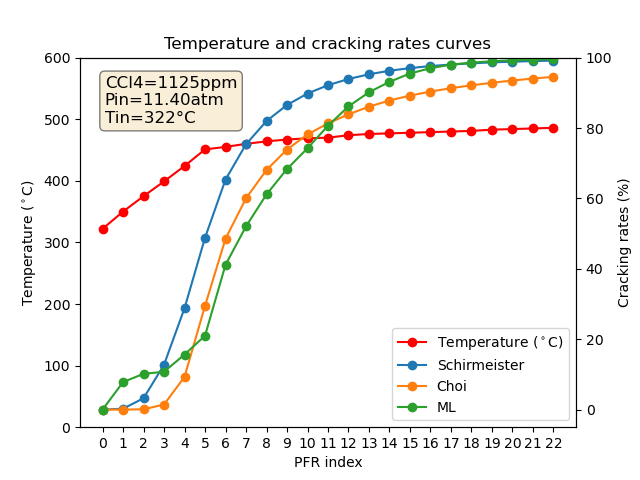 Temperature and cracking rates curves
CCl4=1125ppm
Pin=11.40atm
Tin=322°C
Temperature (°C)
600
500
400
300
200
100
0
100
80
60
40
20
0
Cracking rates (%)
Temperature (°C)
Schirmeister
Choi
ML
0 1 2 3 4 5 6 7 8 9 10 11 12 13 14 15 16 17 18 19 20 21 22
PFR index